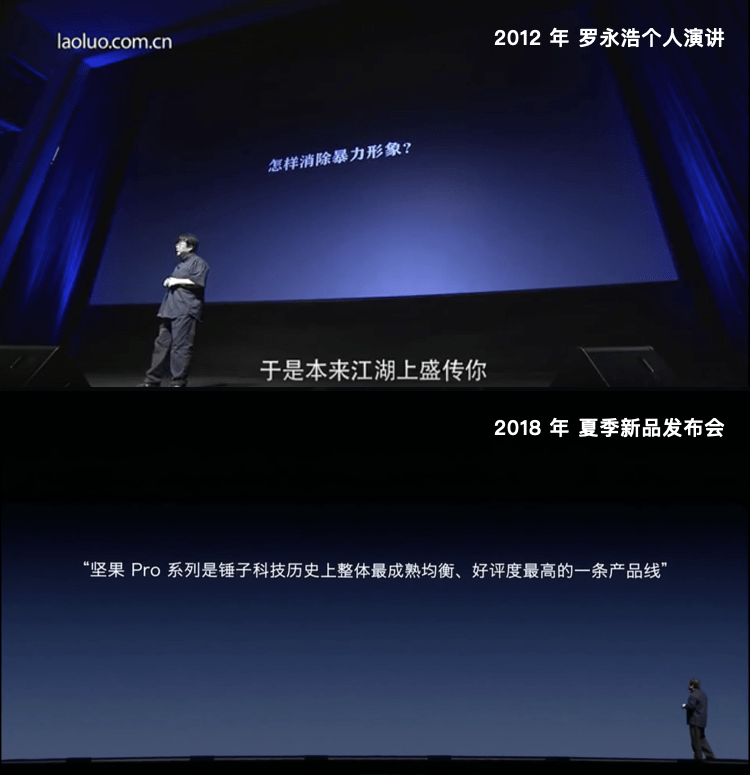 laoluo.com.cn
2012 年 罗永浩个人演讲
怎样消除暴力形象?
于是本来江湖上盛传你
2018 年 夏季新品发布会
“坚果 Pro 系列是锤子科技历史上整体最成熟均衡、好评度最高的一条产品线”